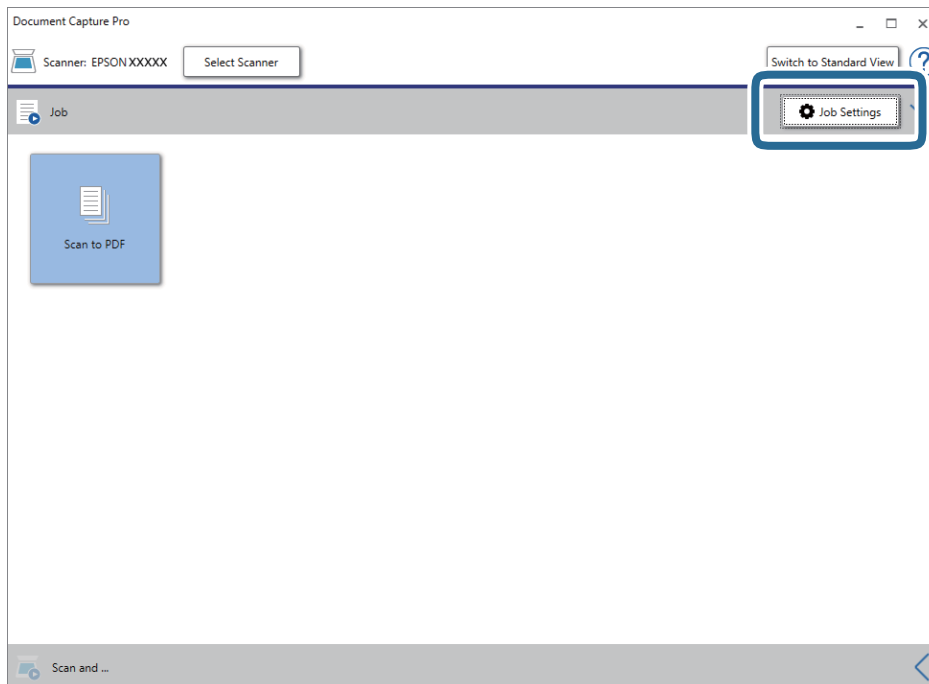 Document Capture Pro
Scanner: EPSON XXXXX
Select Scanner
Switch to Standard View
?
Job
Job Settings
Scan to PDF
Scan and ...